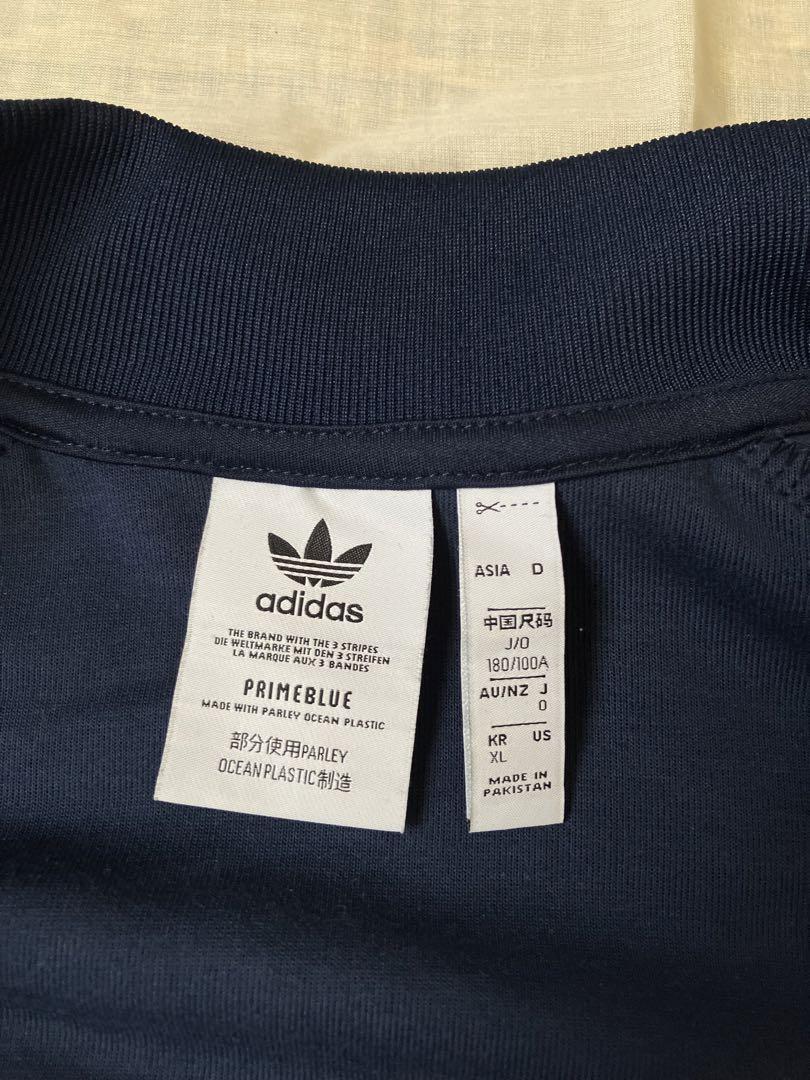 adidas
THE BRAND WITH THE 3 STRIPES
DIE WELTMARKE MIT DEN 3 STREIFEN
LA MARQUE AUX 3 BANDES
PRIMEBLUE
MADE WITH PARLEY OCEAN PLASTIC
部分使用PARLEY
OCEAN PLASTIC制造
ASIA D
中国尺码
J/O
180/100A
AU/NZ J
O
KR US
XL
MADE IN
PAKISTAN